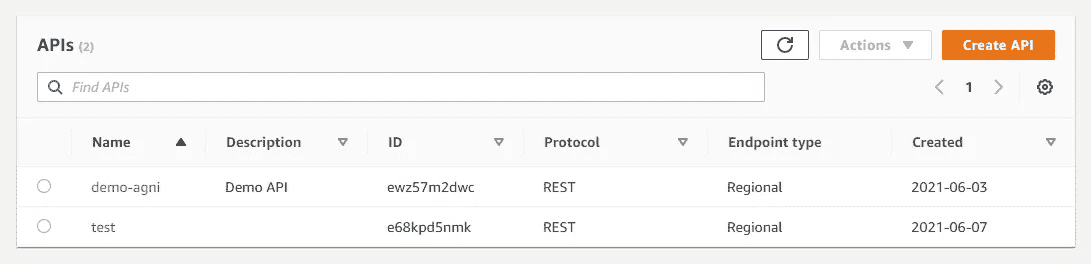 APIs (2) Actions Create API
Find APIs 1
Name Description ID Protocol Endpoint type Created
demo-agni Demo API ewz57m2dwc REST Regional 2021-06-03
test e68kpd5nmk REST Regional 2021-06-07